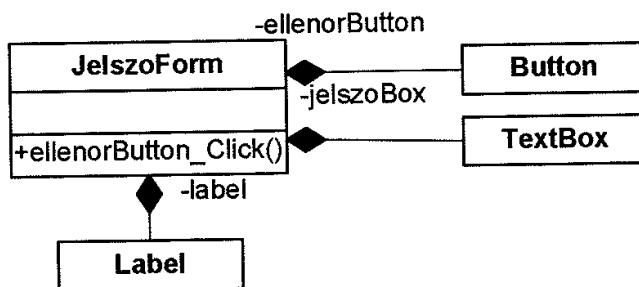 -ellenorButton
JelszoForm
Button
-jelszoBox
TextBox
+ellenorButton_Click()
-label
Label